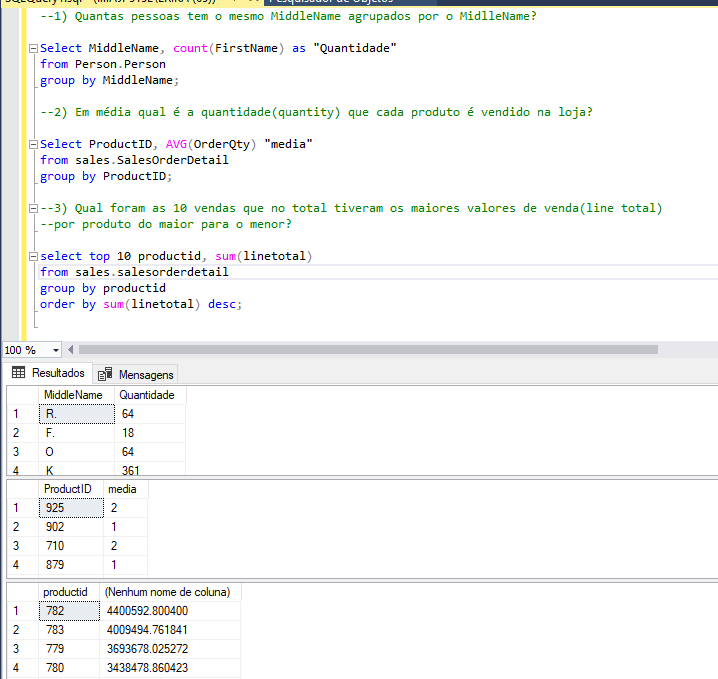 --1) Quantas pessoas tem o mesmo MiddleName agrupados por o MidlleName?
Select MiddleName, count(FirstName) as "Quantidade"
from Person.Person
group by MiddleName;
--2) Em média qual é a quantidade(quantity) que cada produto é vendido na loja?
Select ProductID, AVG(OrderQty) "media"
from sales.SalesOrderDetail
group by ProductID;
--3) Qual foram as 10 vendas que no total tiveram os maiores valores de venda(line total)
--por produto do maior para o menor?
select top 10 productid, sum(linetotal)
from sales.salesorderdetail
group by productid
order by sum(linetotal) desc;
100 %
Resultados Mensagens
MiddleName Quantidade
1 R. 64
2 F. 18
3 O 64
4 K 361
ProductID media
1 925 2
2 902 1
3 710 2
4 879 1
productid (Nenhum nome de coluna)
1 782 4400592.800400
2 783 4009494.761841
3 779 3693678.025272
4 780 3438478.860423